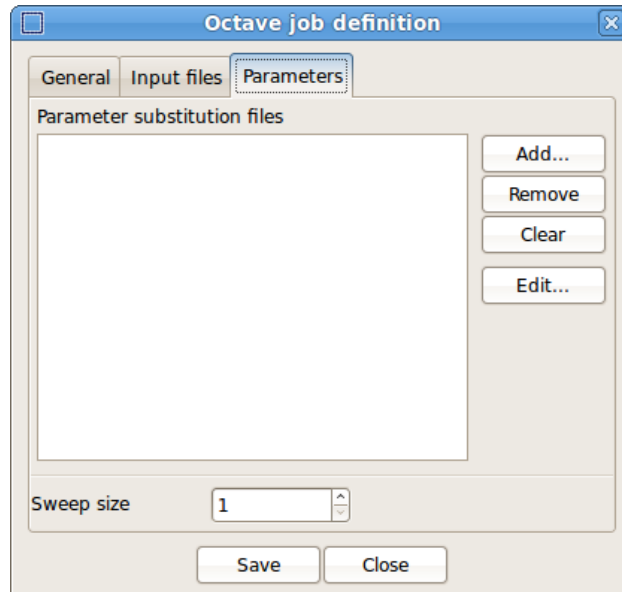 Octave job definition
General Input files Parameters
Parameter substitution files
Add...
Remove
Clear
Edit...
Sweep size 1
Save Close